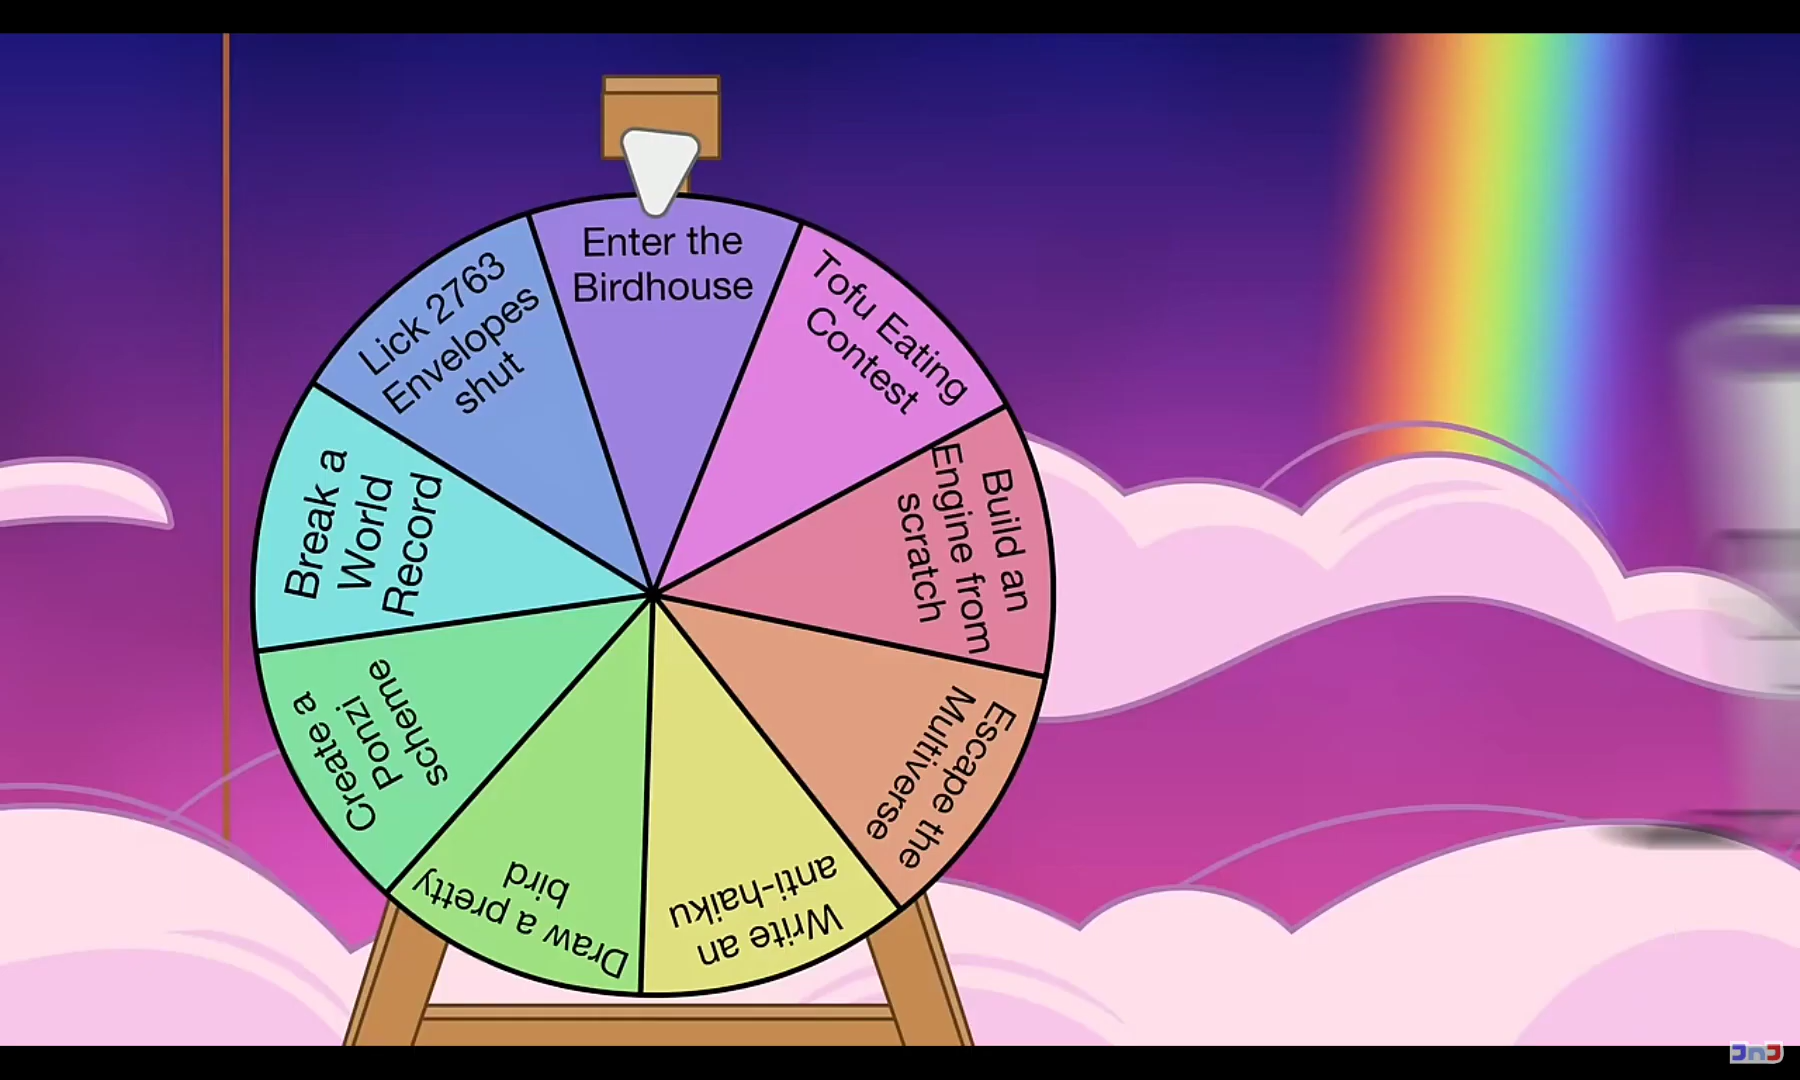 Enter the
Birdhouse
Tofu Eating
Contest
Build an
Engine from
scratch
Escape the
Multiverse
Write an
anti-haiku
Draw a pretty
bird
Create a
Ponzi
scheme
Break a
World
Record
Lick 2763
Envelopes
shut
JnJ